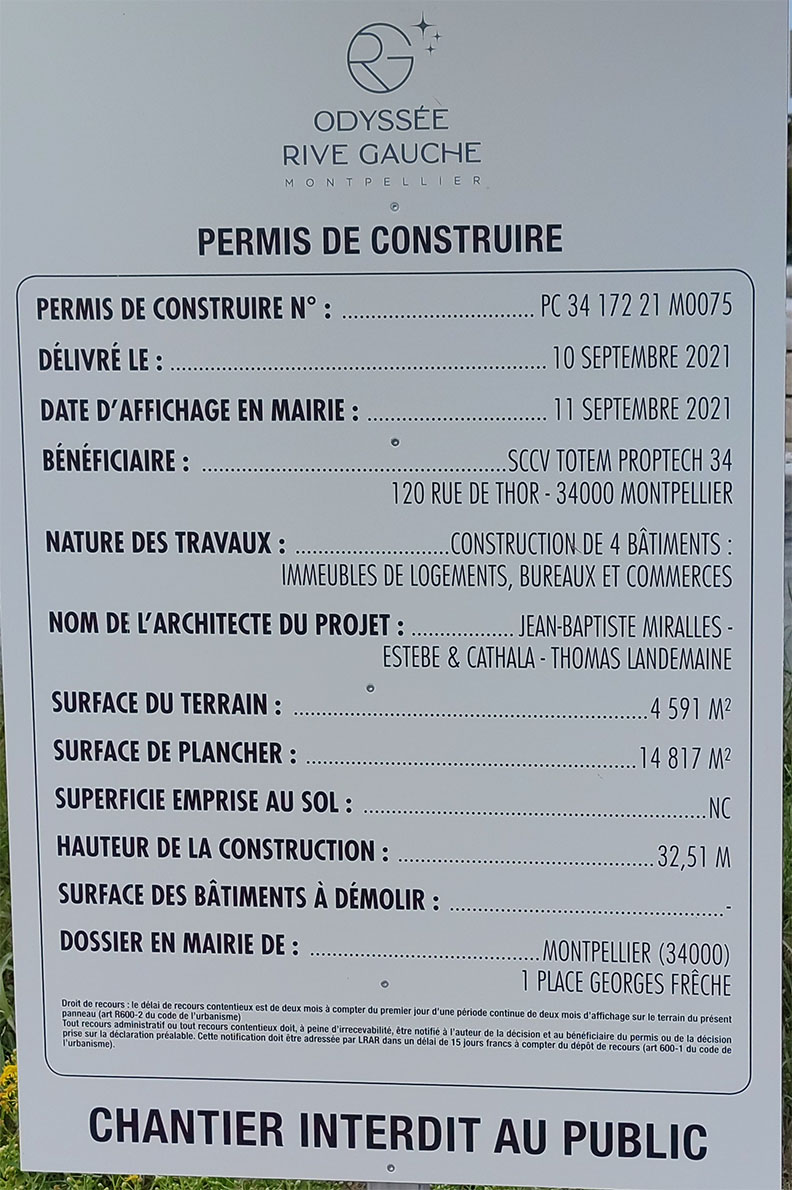 RG
ODYSSÉE
RIVE GAUCHE
MONTPELLIER
PERMIS DE CONSTRUIRE
PERMIS DE CONSTRUIRE N° : .................................. PC 34 172 21 M0075
DÉLIVRÉ LE : .................................................................. 10 SEPTEMBRE 2021
DATE D'AFFICHAGE EN MAIRIE : ................................ 11 SEPTEMBRE 2021
BÉNÉFICIAIRE : ......................................................SCCV TOTEM PROPTECH 34
120 RUE DE THOR - 34000 MONTPELLIER
NATURE DES TRAVAUX : ...........................CONSTRUCTION DE 4 BÂTIMENTS :
IMMEUBLES DE LOGEMENTS, BUREAUX ET COMMERCES
NOM DE L'ARCHITECTE DU PROJET : .................. JEAN-BAPTISTE MIRALLES -
ESTEBE & CATHALA - THOMAS LANDEMAINE
SURFACE DU TERRAIN : ...............................................................4 591 M²
SURFACE DE PLANCHER : ...........................................................14 817 M²
SUPERFICIE EMPRISE AU SOL : .............................................................NC
HAUTEUR DE LA CONSTRUCTION : .............................................32,51 M
SURFACE DES BÂTIMENTS À DÉMOLIR : .................................................-
DOSSIER EN MAIRIE DE : .........................................MONTPELLIER (34000)
1 PLACE GEORGES FRÊCHE
Droit de recours : le délai de recours contentieux est de deux mois à compter du premier jour d'une période continue de deux mois d'affichage sur le terrain du présent
panneau (art R600-2 du code de l'urbanisme)
Tout recours administratif ou tout recours contentieux doit, à peine d'irrecevabilité, être notifié à l'auteur de la décision et au bénéficiaire du permis ou de la décision
prise sur la déclaration préalable. Cette notification doit être adressée par LRAR dans un délai de 15 jours francs à compter du dépôt de recours (art 600-1 du code de
l'urbanisme).
CHANTIER INTERDIT AU PUBLIC